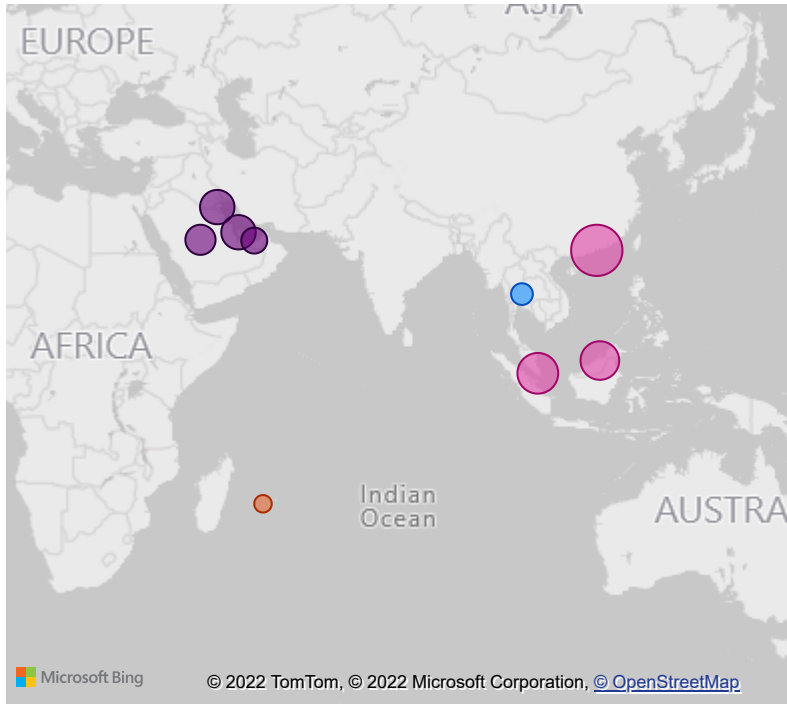 ASIA
EUROPE
AFRICA
Indian
Ocean
AUSTRA
Microsoft Bing
© 2022 TomTom, © 2022 Microsoft Corporation, © OpenStreetMap